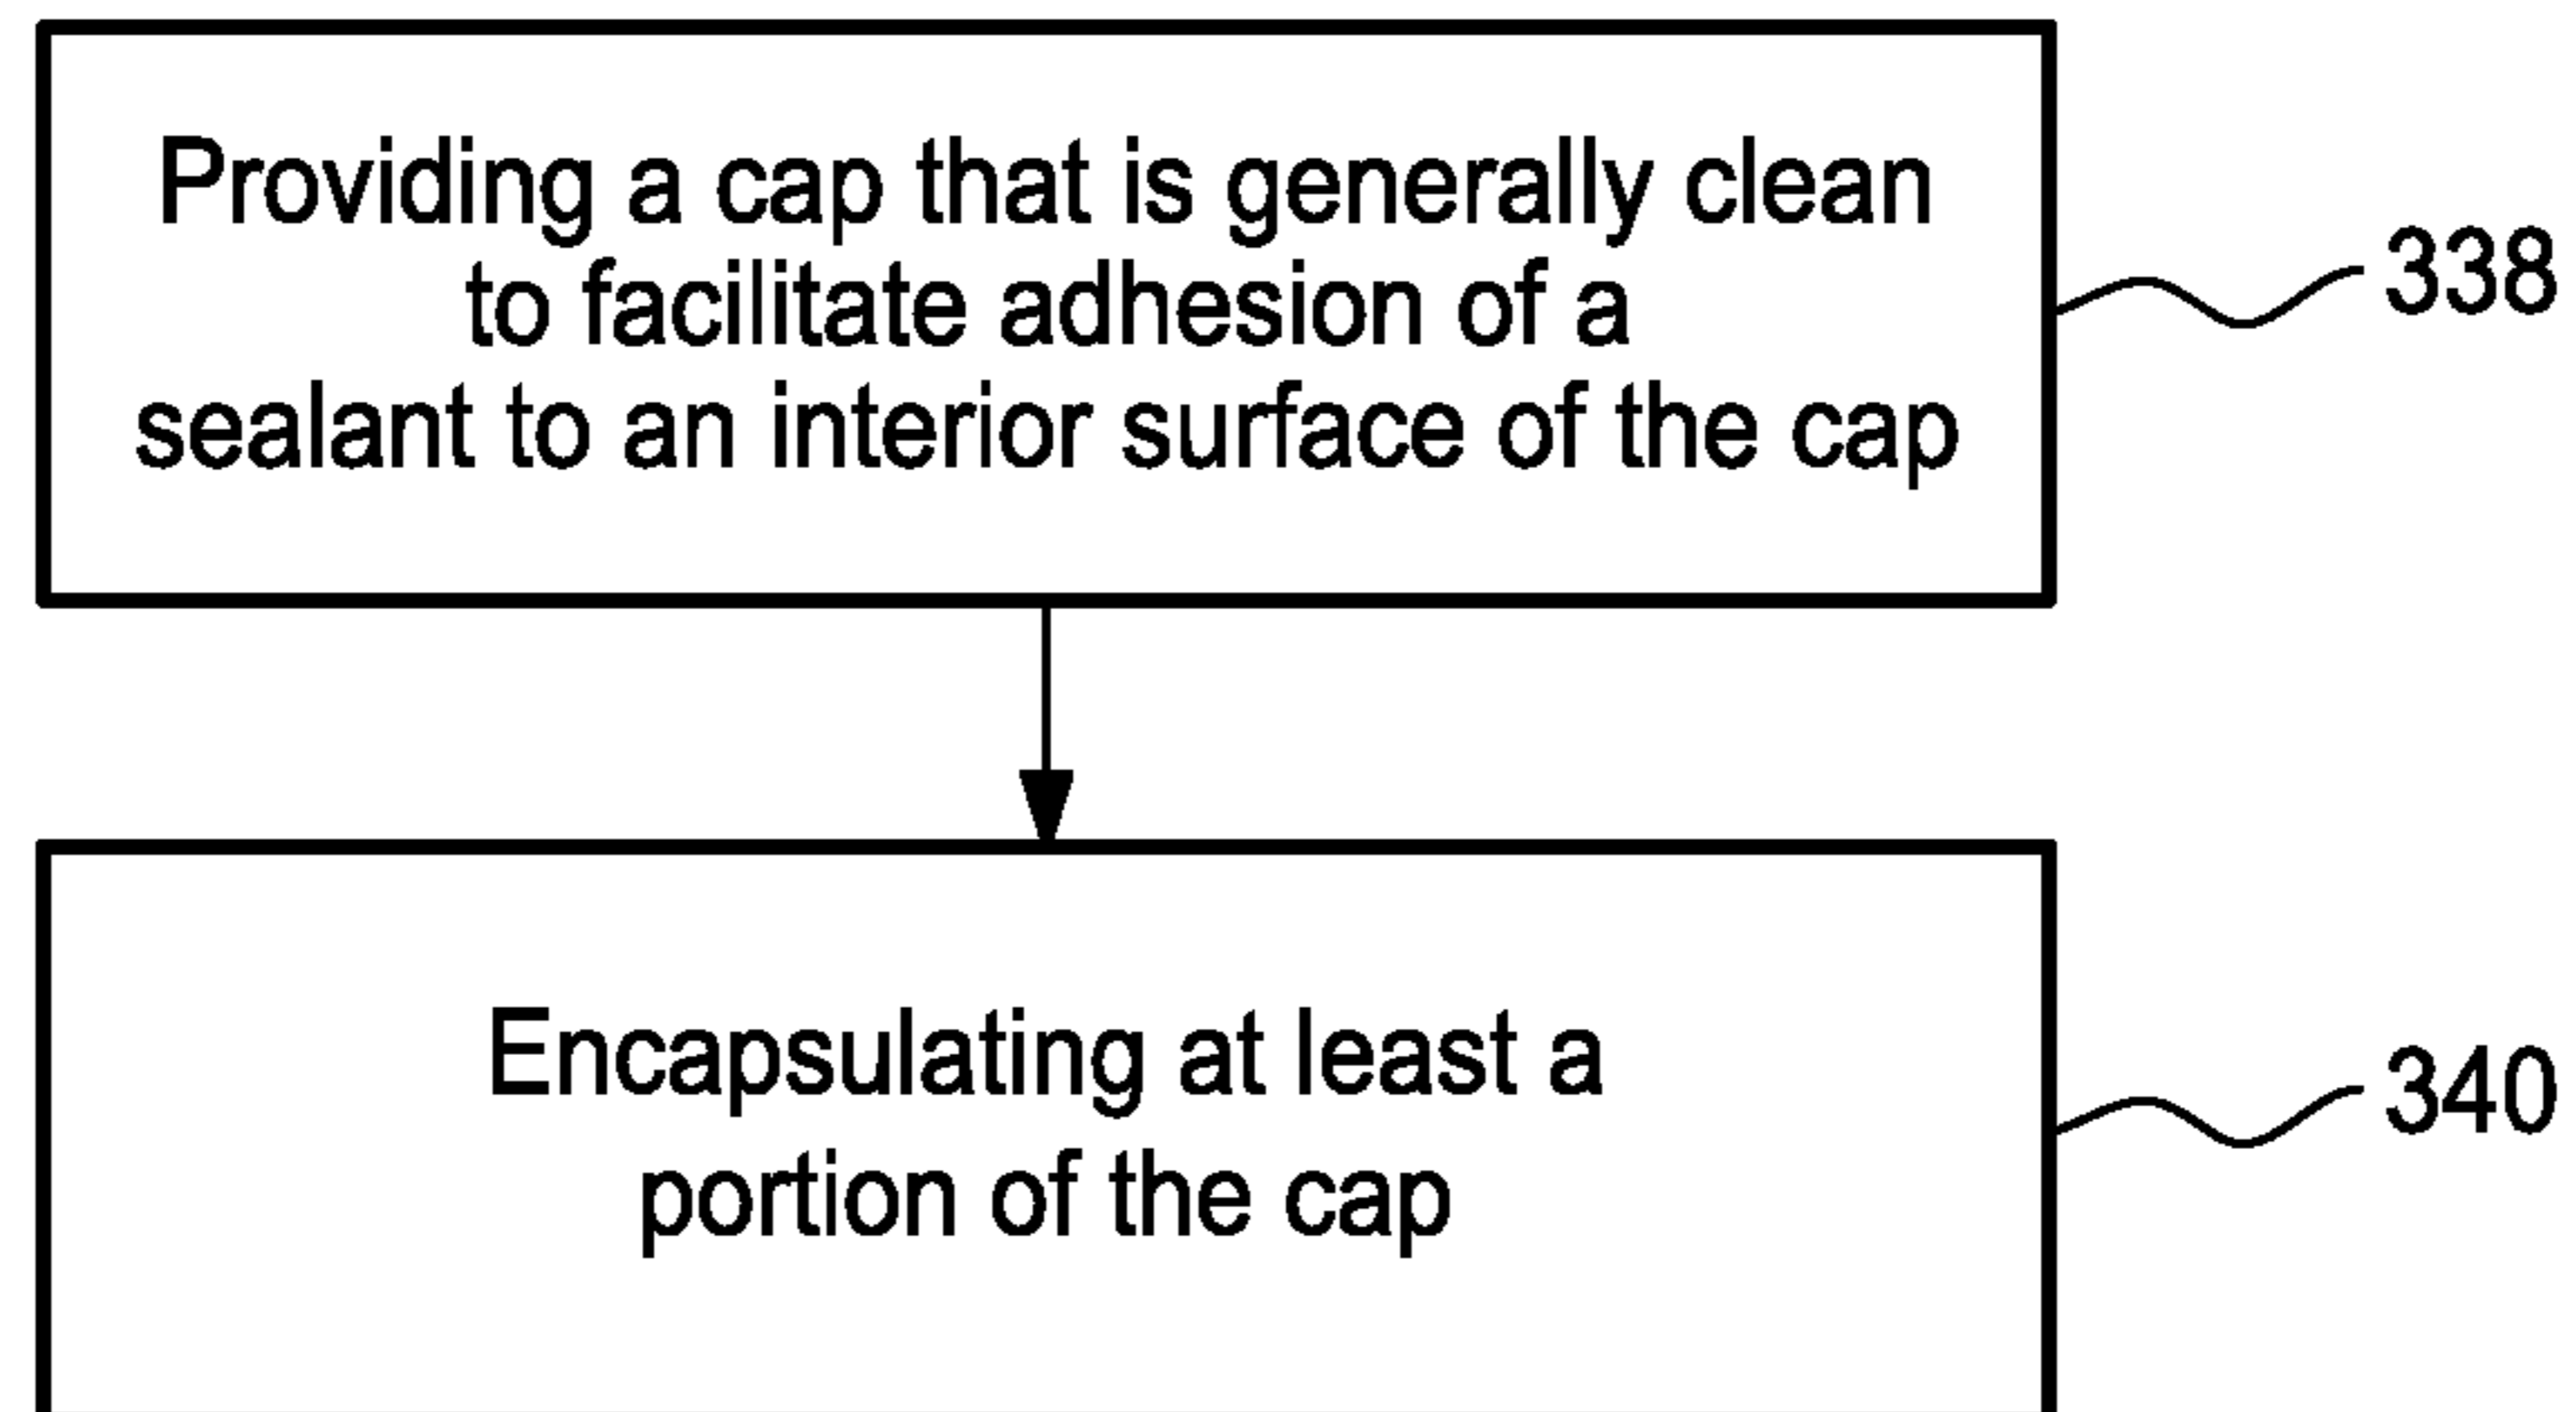 Providing a cap that is generally clean
to facilitate adhesion of a
sealant to an interior surface of the cap
338
Encapsulating at least a
portion of the cap
340